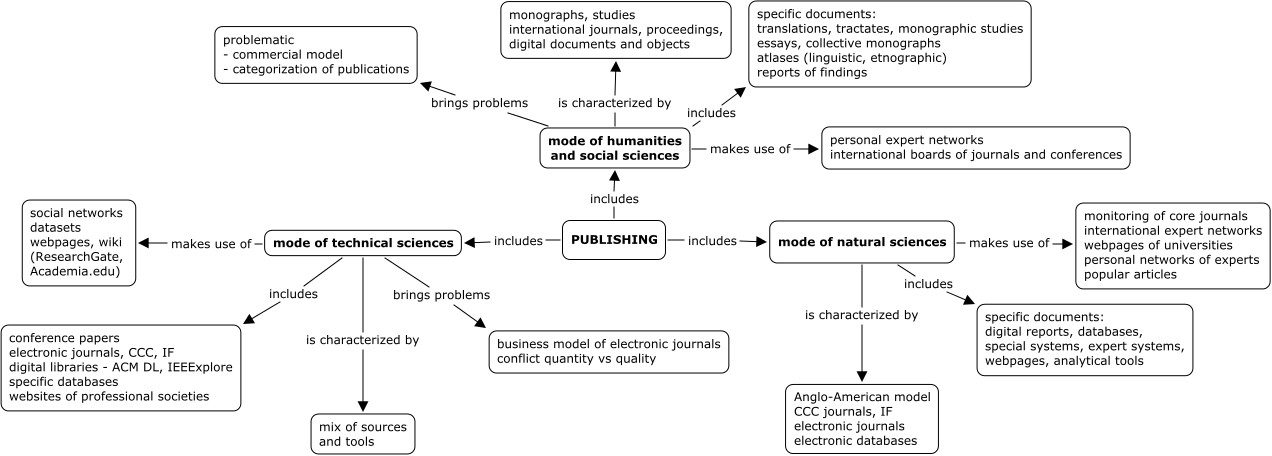 monographs, studies
international journals, proceedings,
digital documents and objects
specific documents:
translations, tractates, monographic studies
essays, collective monographs
atlases (linguistic, etnographic)
reports of findings
problematic
- commercial model
- categorization of publications
brings problems
is characterized by
includes
mode of humanities
and social sciences
makes use of
personal expert networks
international boards of journals and conferences
includes
social networks
datasets
webpages, wiki
(ResearchGate,
Academia.edu)
makes use of
mode of technical sciences
includes
PUBLISHING
includes
mode of natural sciences
makes use of
monitoring of core journals
international expert networks
webpages of universities
personal networks of experts
popular articles
includes
brings problems
is characterized by
includes
is characterized by
conference papers
electronic journals, CCC, IF
digital libraries - ACM DL, IEEExplore
specific databases
websites of professional societies
business model of electronic journals
conflict quantity vs quality
specific documents:
digital reports, databases,
special systems, expert systems,
webpages, analytical tools
mix of sources
and tools
Anglo-American model
CCC journals, IF
electronic journals
electronic databases